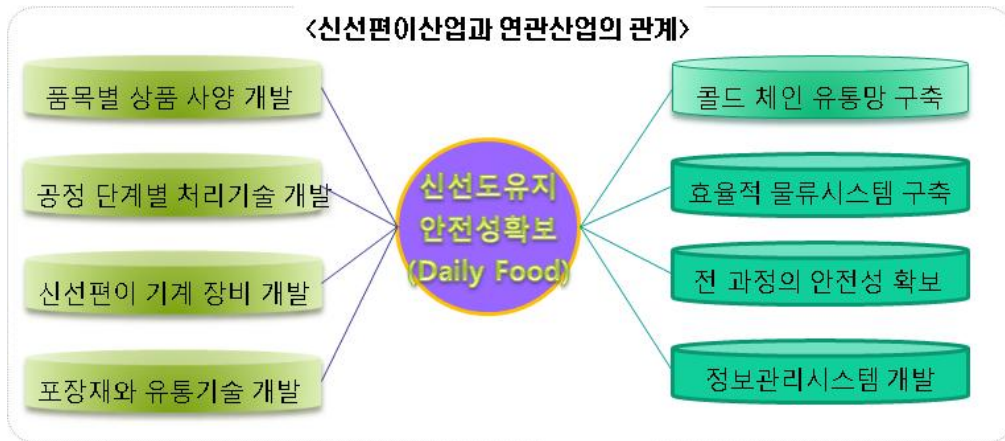 <신선편이산업과 연관산업의 관계>
품목별 상품 사양 개발
공정 단계별 처리기술 개발
신선편이 기계 장비 개발
포장재와 유통기술 개발
신선도유지
안전성확보
(Daily Food)
콜드 체인 유통망 구축
효율적 물류시스템 구축
전 과정의 안전성 확보
정보관리시스템 개발